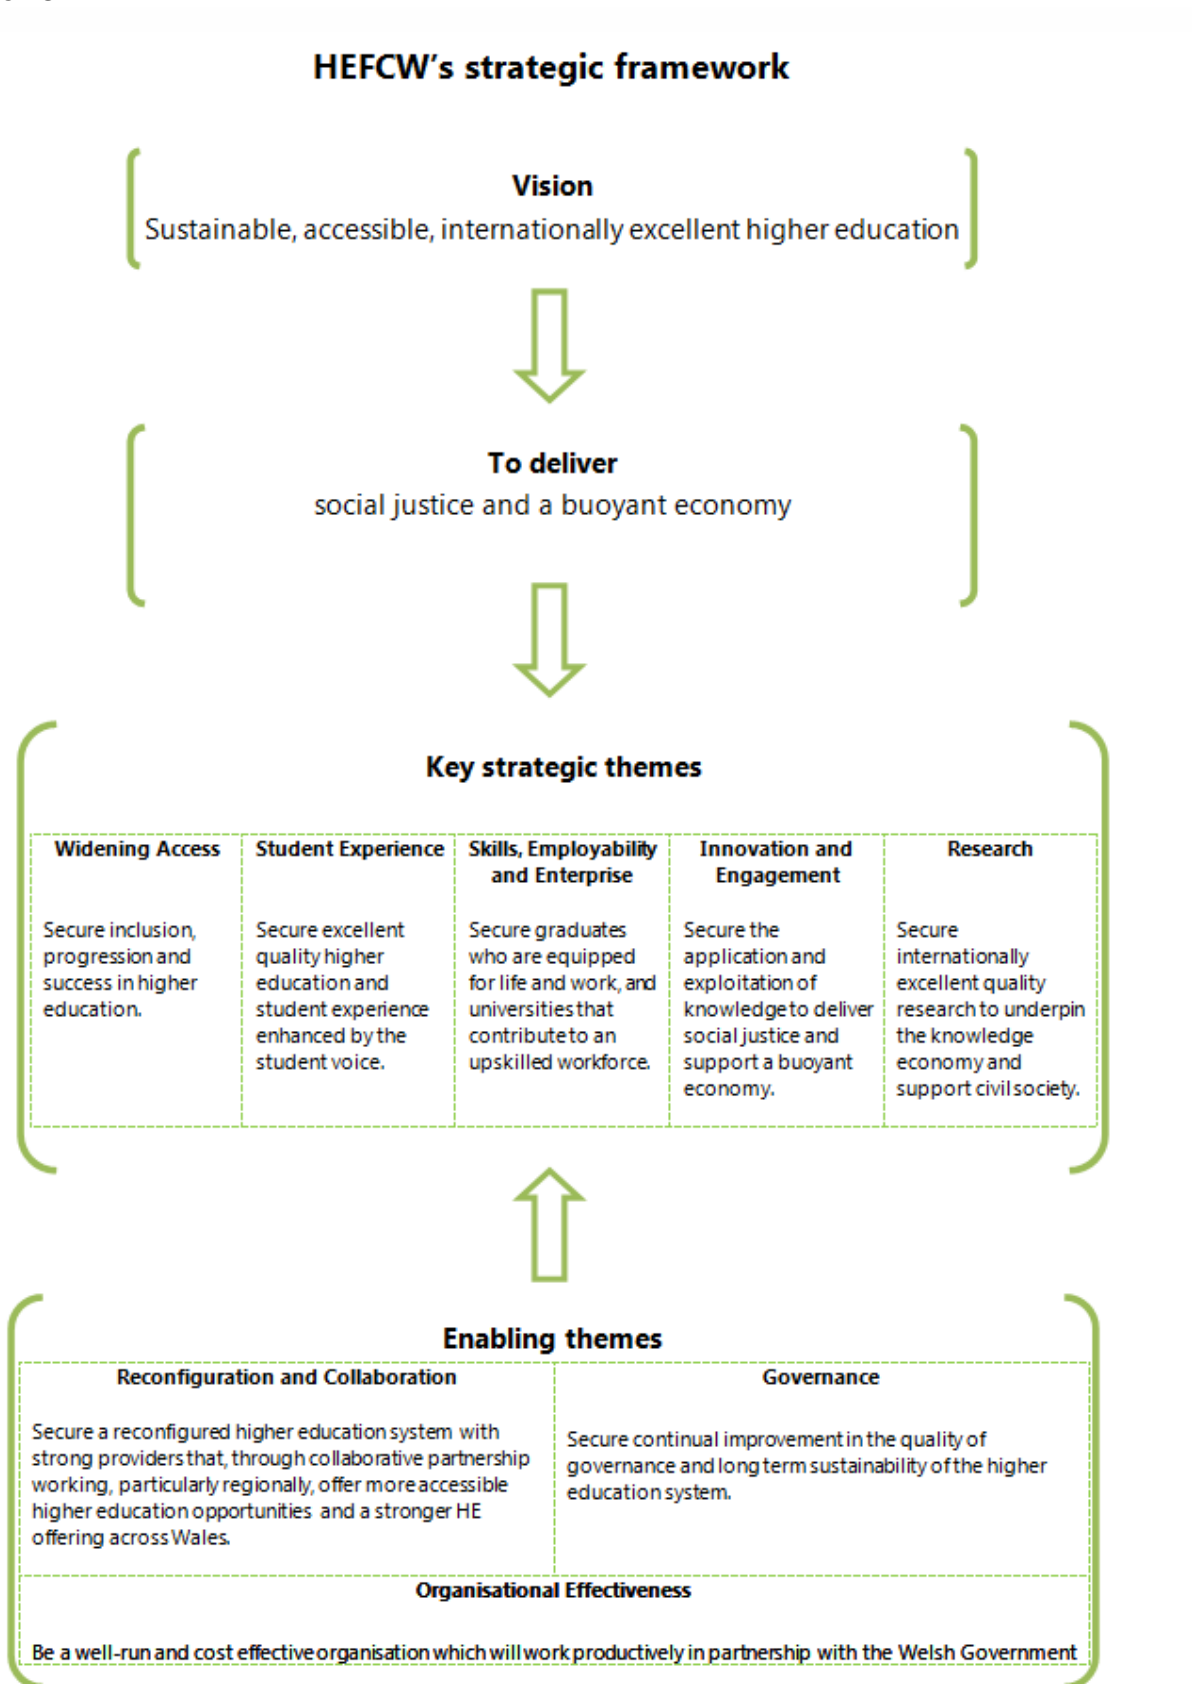 HEFCW's strategic framework
Vision
Sustainable, accessible, internationally excellent higher education
To deliver
social justice and a buoyant economy
Key strategic themes
Widening Access
Secure inclusion,
progression and
success in higher
education.
Student Experience
Secure excellent
quality higher
education and
student experience
enhanced by the
student voice.
Skills, Employability
and Enterprise
Secure graduates
who are equipped
for life and work, and
universities that
contribute to an
upskilled workforce.
Innovation and
Engagement
Secure the
application and
exploitation of
knowledge to deliver
social justice and
support a buoyant
economy.
Research
Secure
internationally
excellent quality
research to underpin
the knowledge
economy and
support civil society.
Enabling themes
Reconfiguration and Collaboration
Secure a reconfigured higher education system with
strong providers that, through collaborative partnership
working, particularly regionally, offer more accessible
higher education opportunities and a stronger HE
offering across Wales.
Governance
Secure continual improvement in the quality of
governance and long term sustainability of the higher
education system.
Organisational Effectiveness
Be a well-run and cost effective organisation which will work productively in partnership with the Welsh Government